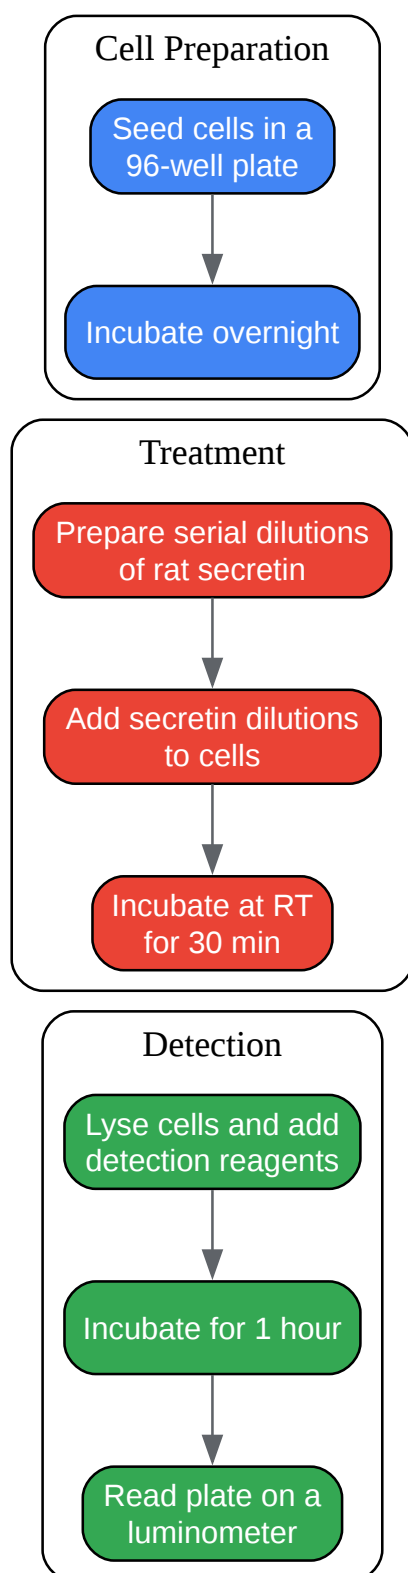 Cell Preparation
Seed cells in a
96-well plate
Incubate overnight
Treatment
Prepare serial dilutions
of rat secretin
Add secretin dilutions
to cells
Incubate at RT
for 30 min
Detection
Lyse cells and add
detection reagents
Incubate for 1 hour
Read plate on a
luminometer